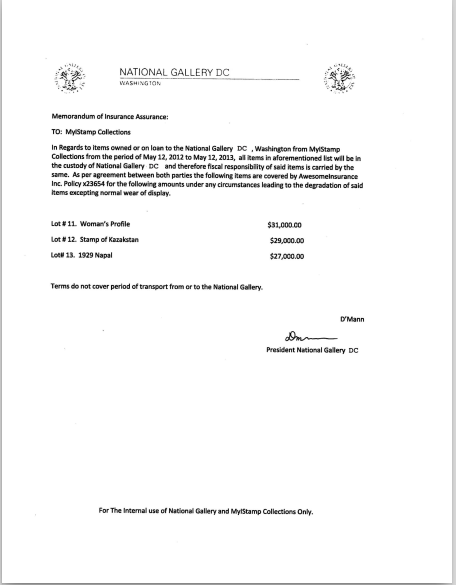 NATIONAL GALLERY DC
WASHINGTON
Memorandum of Insurance Assurance:
TO: MyIStamp Collections
In Regards to items owned or on loan to the National Gallery DC , Washington from MyIStamp
Collections from the period of May 12, 2012 to May 12, 2013, all items in aforementioned list will be in
the custody of National Gallery DC and therefore fiscal responsibility of said items is carried by the
same. As per agreement between both parties the following items are covered by AwesomeInsurance
Inc. Policy x23654 for the following amounts under any circumstances leading to the degradation of said
items excepting normal wear of display.
Lot # 11. Woman's Profile $31,000.00
Lot # 12. Stamp of Kazakstan $29,000.00
Lot# 13. 1929 Napal $27,000.00
Terms do not cover period of transport from or to the National Gallery.
D'Mann
President National Gallery DC
For The Internal use of National Gallery and MyIStamp Collections Only.